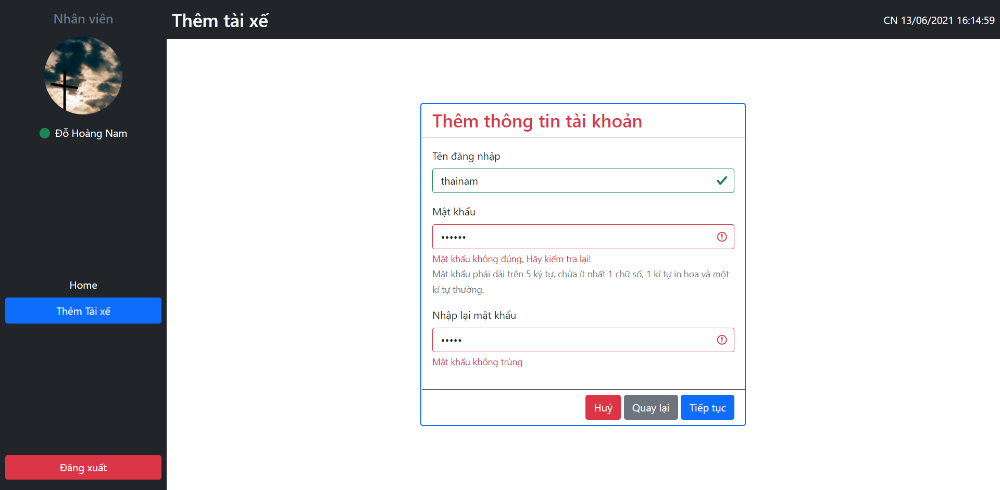 Nhân viên
Thêm tài xế
CN 13/06/2021 16:14:59
Đỗ Hoàng Nam
Home
Thêm Tài xế
Đăng xuất
Thêm thông tin tài khoản
Tên đăng nhập
thainam
Mật khẩu
••••••
Mật khẩu không đúng, Hãy kiểm tra lại!
Mật khẩu phải dài trên 5 ký tự, chứa ít nhất 1 chữ số, 1 kí tự in hoa và một
kí tự thường.
Nhập lại mật khẩu
•••••
Mật khẩu không trùng
Huỷ
Quay lại
Tiếp tục